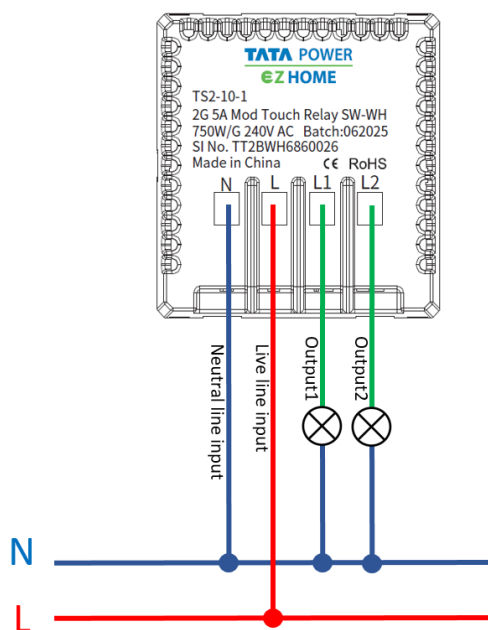 TATA POWER
EZ HOME
TS2-10-1
2G 5A Mod Touch Relay SW-WH
750W/G 240V AC Batch:062025
SI No. TT2BWH6860026
Made in China CE RoHS
N L L1 L2
Neutral line input
Live line input
Output1
Output2
N
L